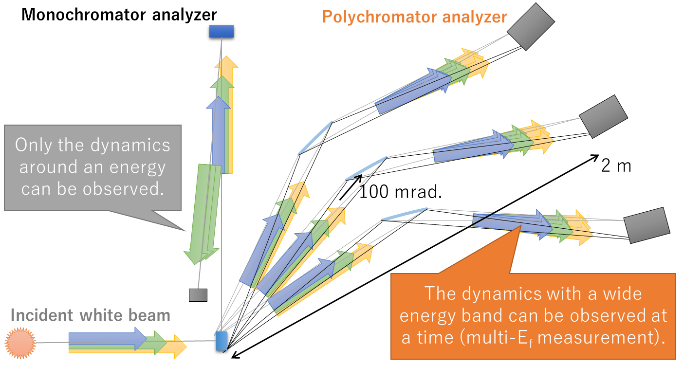 Monochromator analyzer
Polychromator analyzer
Only the dynamics
around an energy
can be observed.
2 m
100 mrad.
Incident white beam
The dynamics with a wide
energy band can be observed at
a time (multi-Ef measurement).